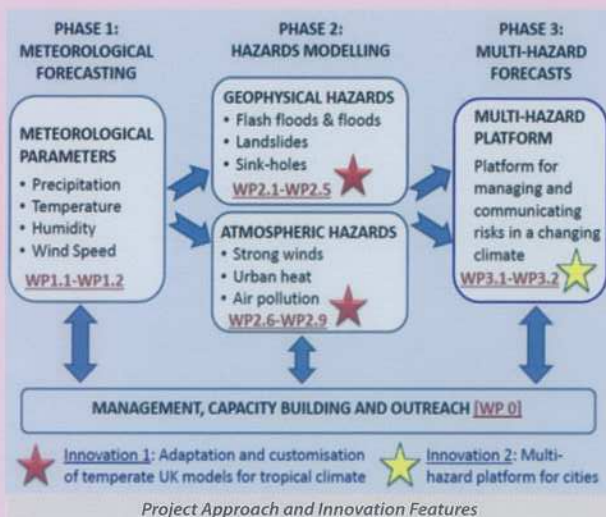 PHASE 1:
METEOROLOGICAL
FORECASTING
PHASE 2:
HAZARDS MODELLING
PHASE 3:
MULTI-HAZARD
FORECASTS
METEOROLOGICAL
PARAMETERS
• Precipitation
• Temperature
• Humidity
• Wind Speed
WP1.1-WP1.2
GEOPHYSICAL HAZARDS
• Flash floods & floods
• Landslides
• Sink-holes
WP2.1-WP2.5
ATMOSPHERIC HAZARDS
• Strong winds
• Urban heat
• Air pollution
WP2.6-WP2.9
MULTI-HAZARD
PLATFORM
Platform for
managing and
communicating
risks in a changing
climate
WP3.1-WP3.2
MANAGEMENT, CAPACITY BUILDING AND OUTREACH [WP 0]
Innovation 1: Adaptation and customisation
of temperate UK models for tropical climate
Innovation 2: Multi-
hazard platform for cities
Project Approach and Innovation Features